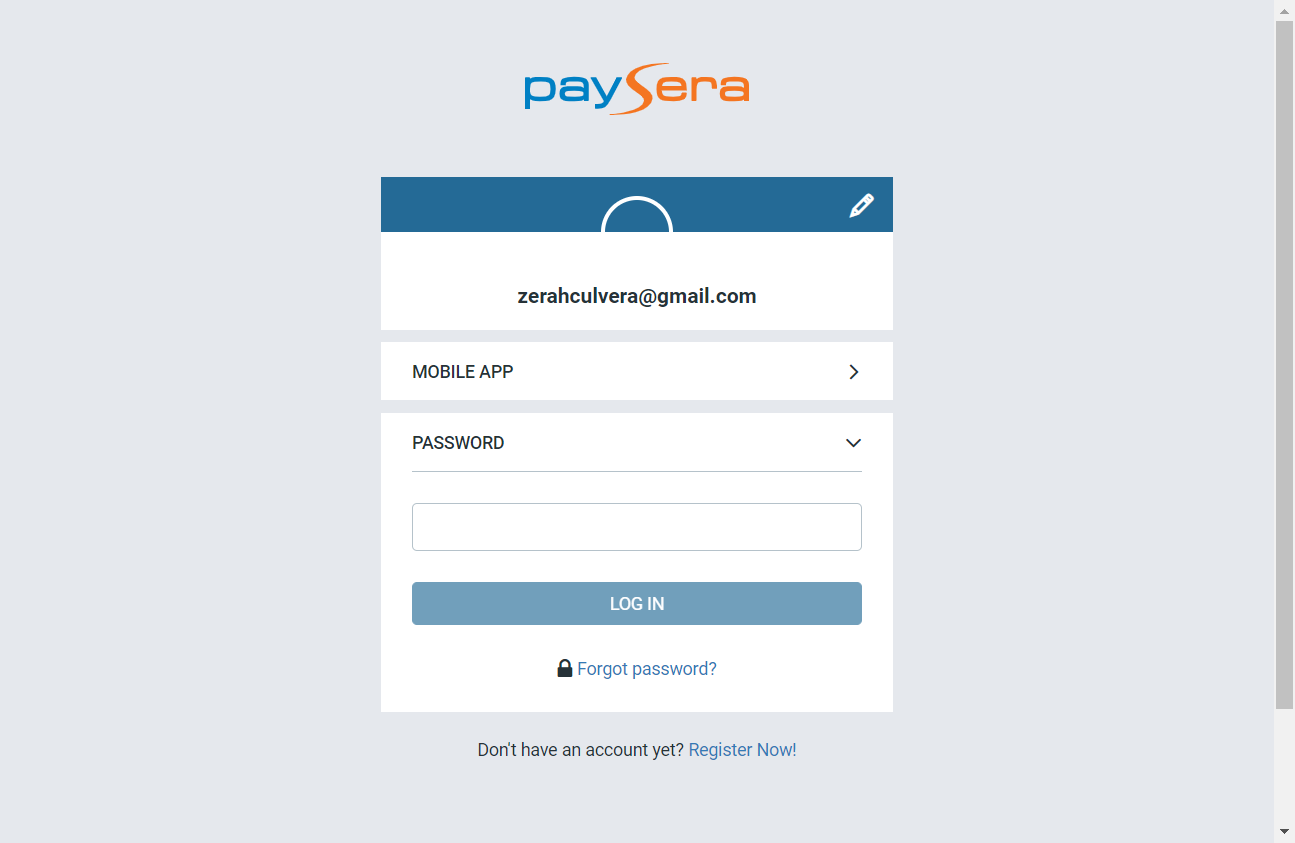 paysera
zerahculvera@gmail.com
MOBILE APP
PASSWORD
LOG IN
Forgot password?
Don't have an account yet? Register Now!